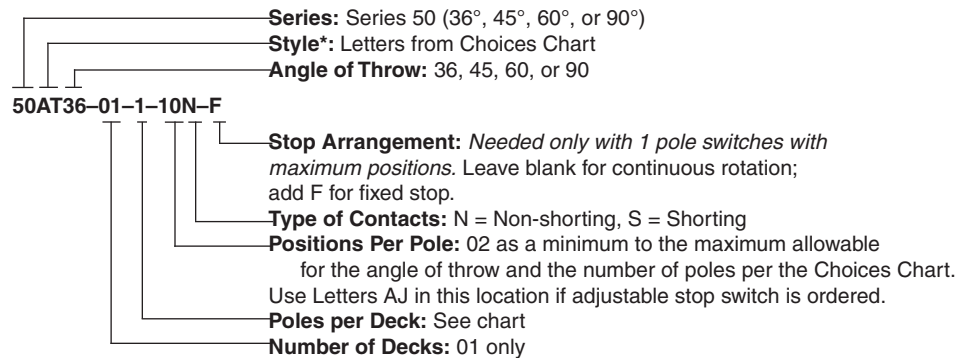 Series: Series 50 (36°, 45°, 60°, or 90°)
Style*: Letters from Choices Chart
Angle of Throw: 36, 45, 60, or 90
50AT36–01–1–10N–F
Stop Arrangement: Needed only with 1 pole switches with
maximum positions. Leave blank for continuous rotation;
add F for fixed stop.
Type of Contacts: N = Non-shorting, S = Shorting
Positions Per Pole: 02 as a minimum to the maximum allowable
for the angle of throw and the number of poles per the Choices Chart.
Use Letters AJ in this location if adjustable stop switch is ordered.
Poles per Deck: See chart
Number of Decks: 01 only